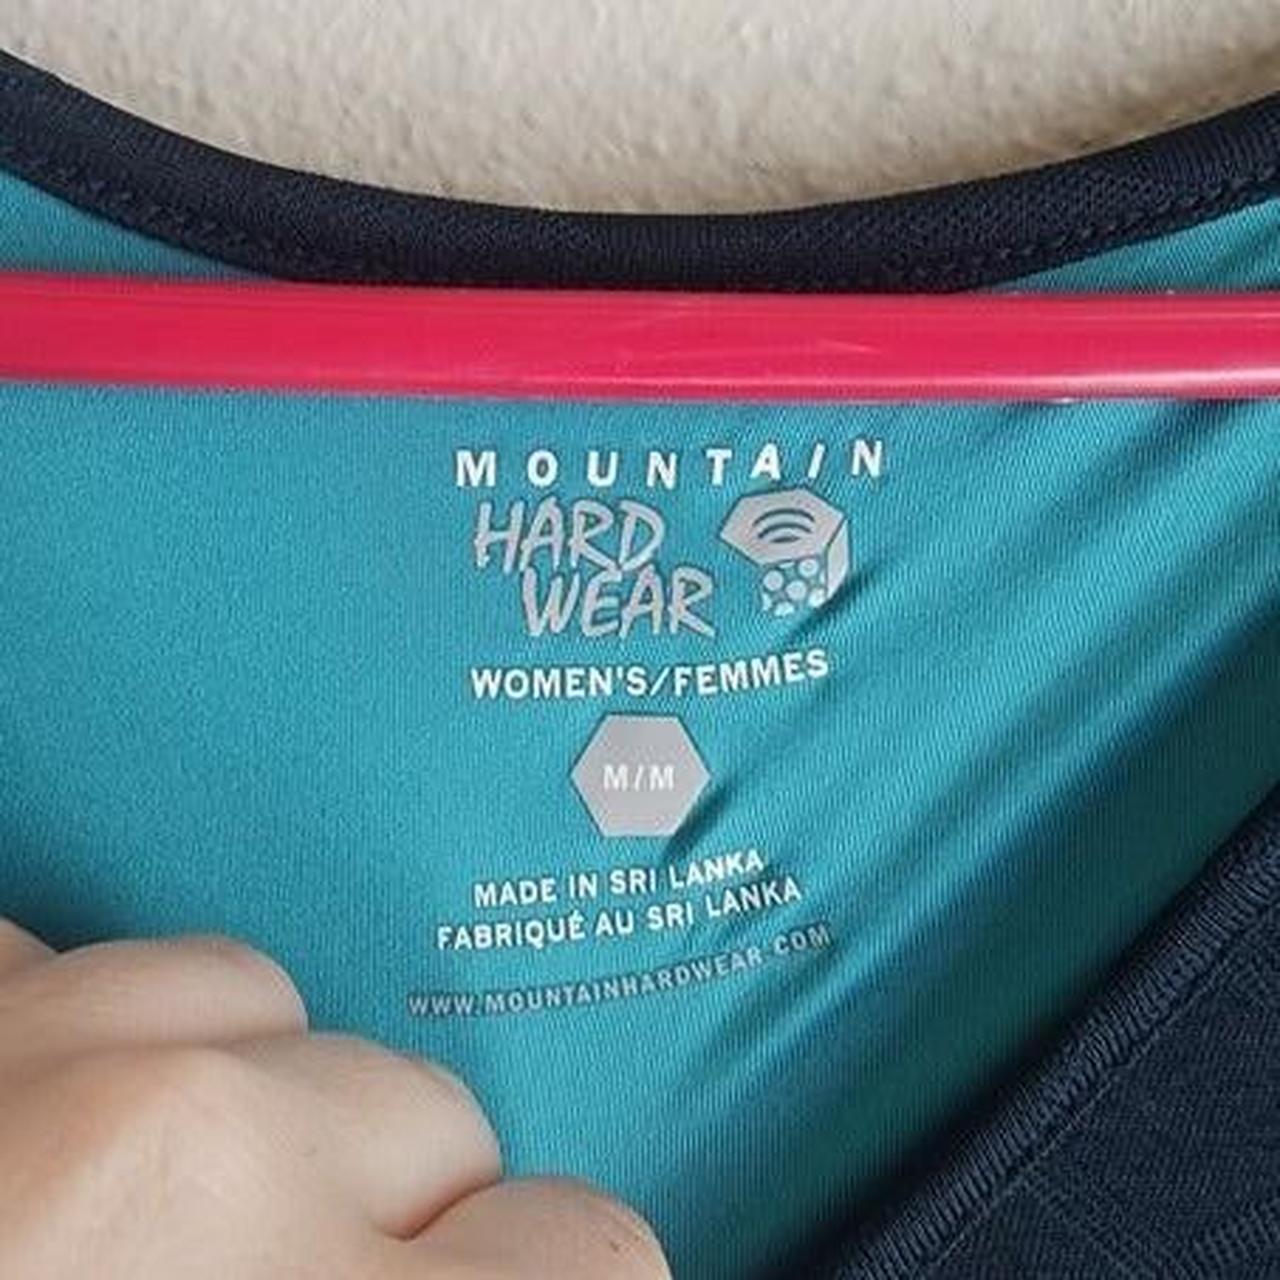 MOUNTAIN
HARD
WEAR
WOMEN'S/FEMMES
M/M
MADE IN SRI LANKA
FABRIQUÉ AU SRI LANKA
WWW.MOUNTAINHARDWEAR.COM